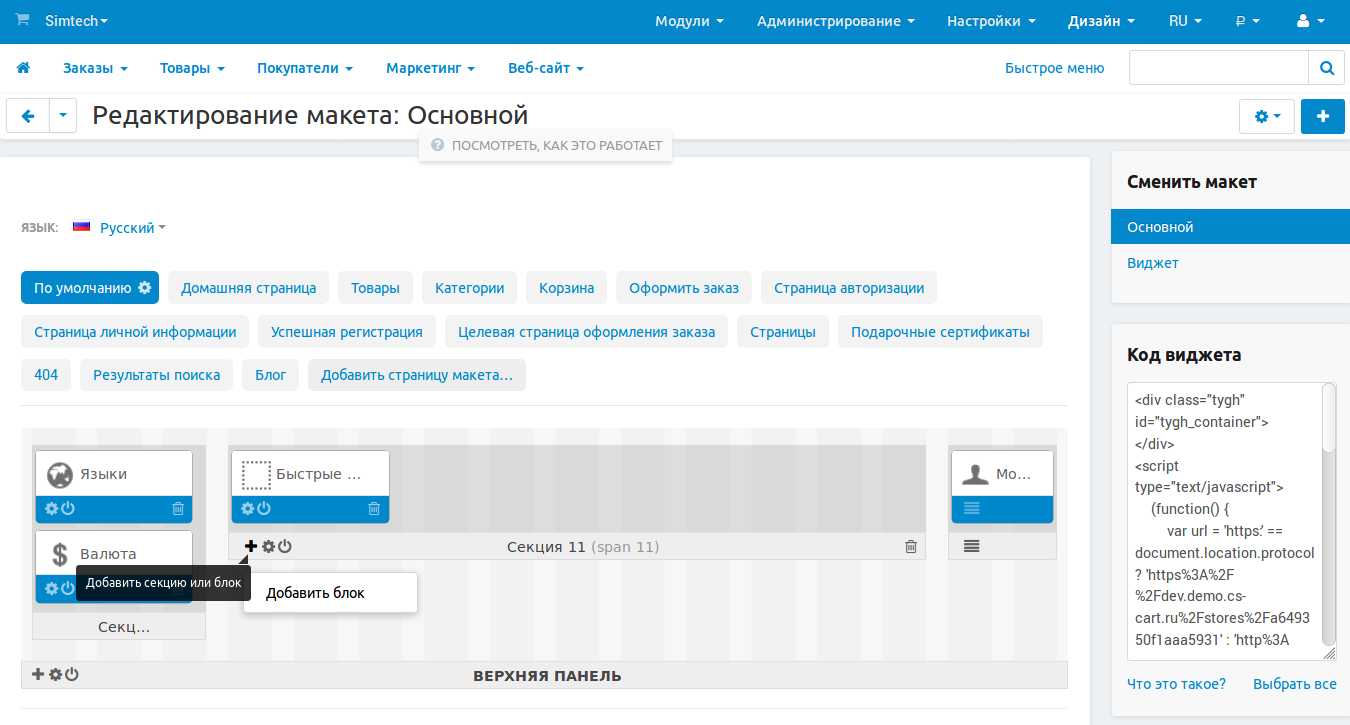 Simtech
Модули Администрирование Настройки Дизайн RU ₽
Заказы Товары Покупатели Маркетинг Веб-сайт Быстрое меню
Редактирование макета: Основной
ПОСМОТРЕТЬ, КАК ЭТО РАБОТАЕТ
ЯЗЫК: Русский
По умолчанию Домашняя страница Товары Категории Корзина Оформить заказ Страница авторизации
Страница личной информации Успешная регистрация Целевая страница оформления заказа Страницы Подарочные сертификаты
404 Результаты поиска Блог Добавить страницу макета...
Языки Быстрые ... Мо...
Секция 11 (span 11)
$ Валюта
Добавить секцию или блок
Добавить блок
Секц...
ВЕРХНЯЯ ПАНЕЛЬ
Сменить макет
Основной
Виджет
Код виджета
<div class="tygh"
id="tygh_container">
</div>
<script
type="text/javascript">
(function() {
var url = 'https:' ==
document.location.protocol
? 'https%3A%2F
%2Fdev.demo.cs-
cart.ru%2Fstores%2Fa6493
50f1aaa5931' : 'http%3A
Что это такое? Выбрать все